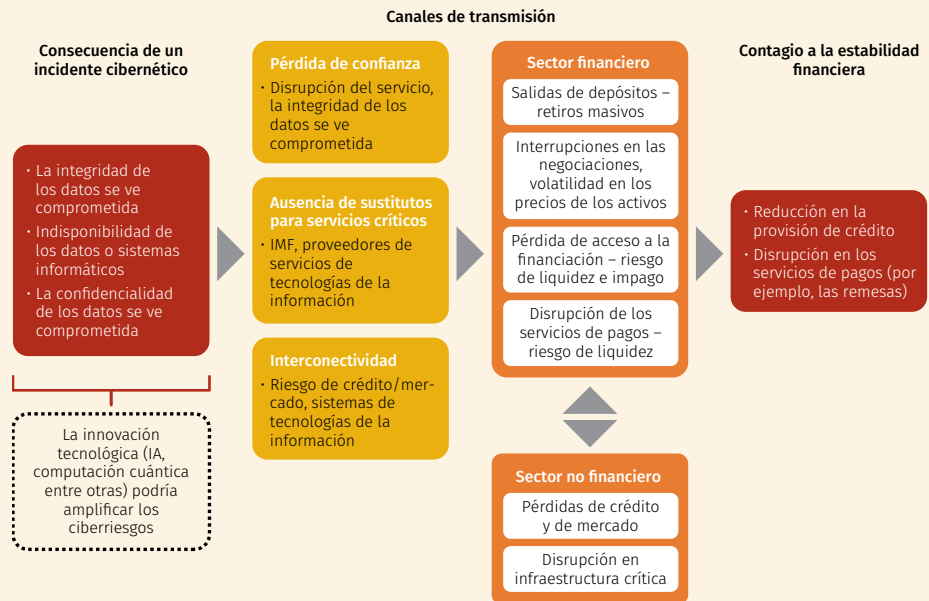 Canales de transmisión
Consecuencia de un
incidente cibernético
· La integridad de
los datos se ve
comprometida
· Indisponibilidad de
los datos o sistemas
informáticos
· La confidencialidad
de los datos se ve
comprometida
La innovación
tecnológica (IA,
computación cuántica
entre otras) podría
amplificar los
ciberriesgos
Pérdida de confianza
· Disrupción del servicio,
la integridad de los
datos se ve
comprometida
Ausencia de sustitutos
para servicios críticos
· IMF, proveedores de
servicios de
tecnologías de la
información
Interconectividad
· Riesgo de crédito/mer-
cado, sistemas de
tecnologías de la
información
Sector financiero
Salidas de depósitos –
retiros masivos
Interrupciones en las
negociaciones,
volatilidad en los
precios de los activos
Pérdida de acceso a la
financiación – riesgo
de liquidez e impago
Disrupción de los
servicios de pagos –
riesgo de liquidez
Sector no financiero
Pérdidas de crédito
y de mercado
Disrupción en
infraestructura crítica
Contagio a la estabilidad
financiera
· Reducción en la
provisión de crédito
· Disrupción en los
servicios de pagos (por
ejemplo, las remesas)